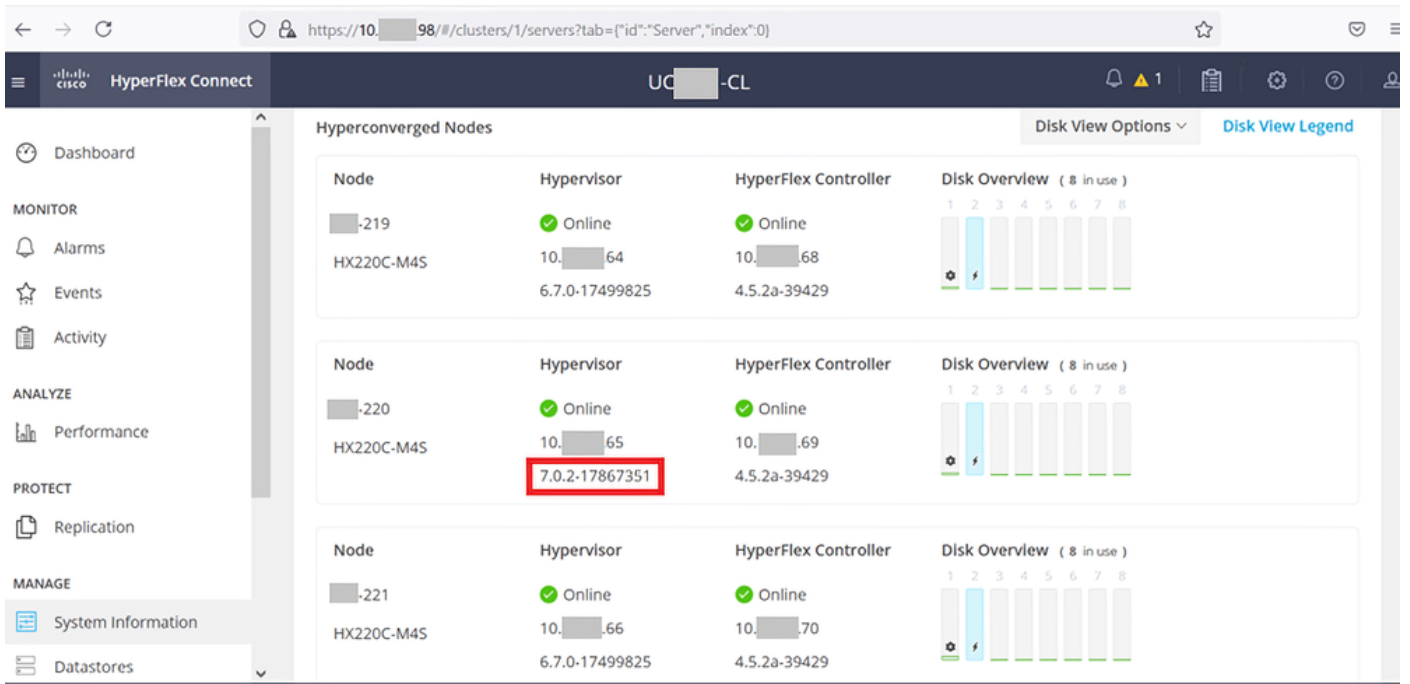 https://10. .98/#/clusters/1/servers?tab={"id":"Server","index":0}
cisco HyperFlex Connect
UC -CL
1
Dashboard
MONITOR
Alarms
Events
Activity
ANALYZE
Performance
PROTECT
Replication
MANAGE
System Information
Datastores
Hyperconverged Nodes
Disk View Options
Disk View Legend
Node Hypervisor HyperFlex Controller Disk Overview ( 8 in use )
1 2 3 4 5 6 7 8
-219 Online Online
HX220C-M4S 10. .64 10. .68
6.7.0-17499825 4.5.2a-39429
Node Hypervisor HyperFlex Controller Disk Overview ( 8 in use )
1 2 3 4 5 6 7 8
-220 Online Online
HX220C-M4S 10. .65 10. .69
7.0.2-17867351 4.5.2a-39429
Node Hypervisor HyperFlex Controller Disk Overview ( 8 in use )
1 2 3 4 5 6 7 8
-221 Online Online
HX220C-M4S 10. .66 10. .70
6.7.0-17499825 4.5.2a-39429